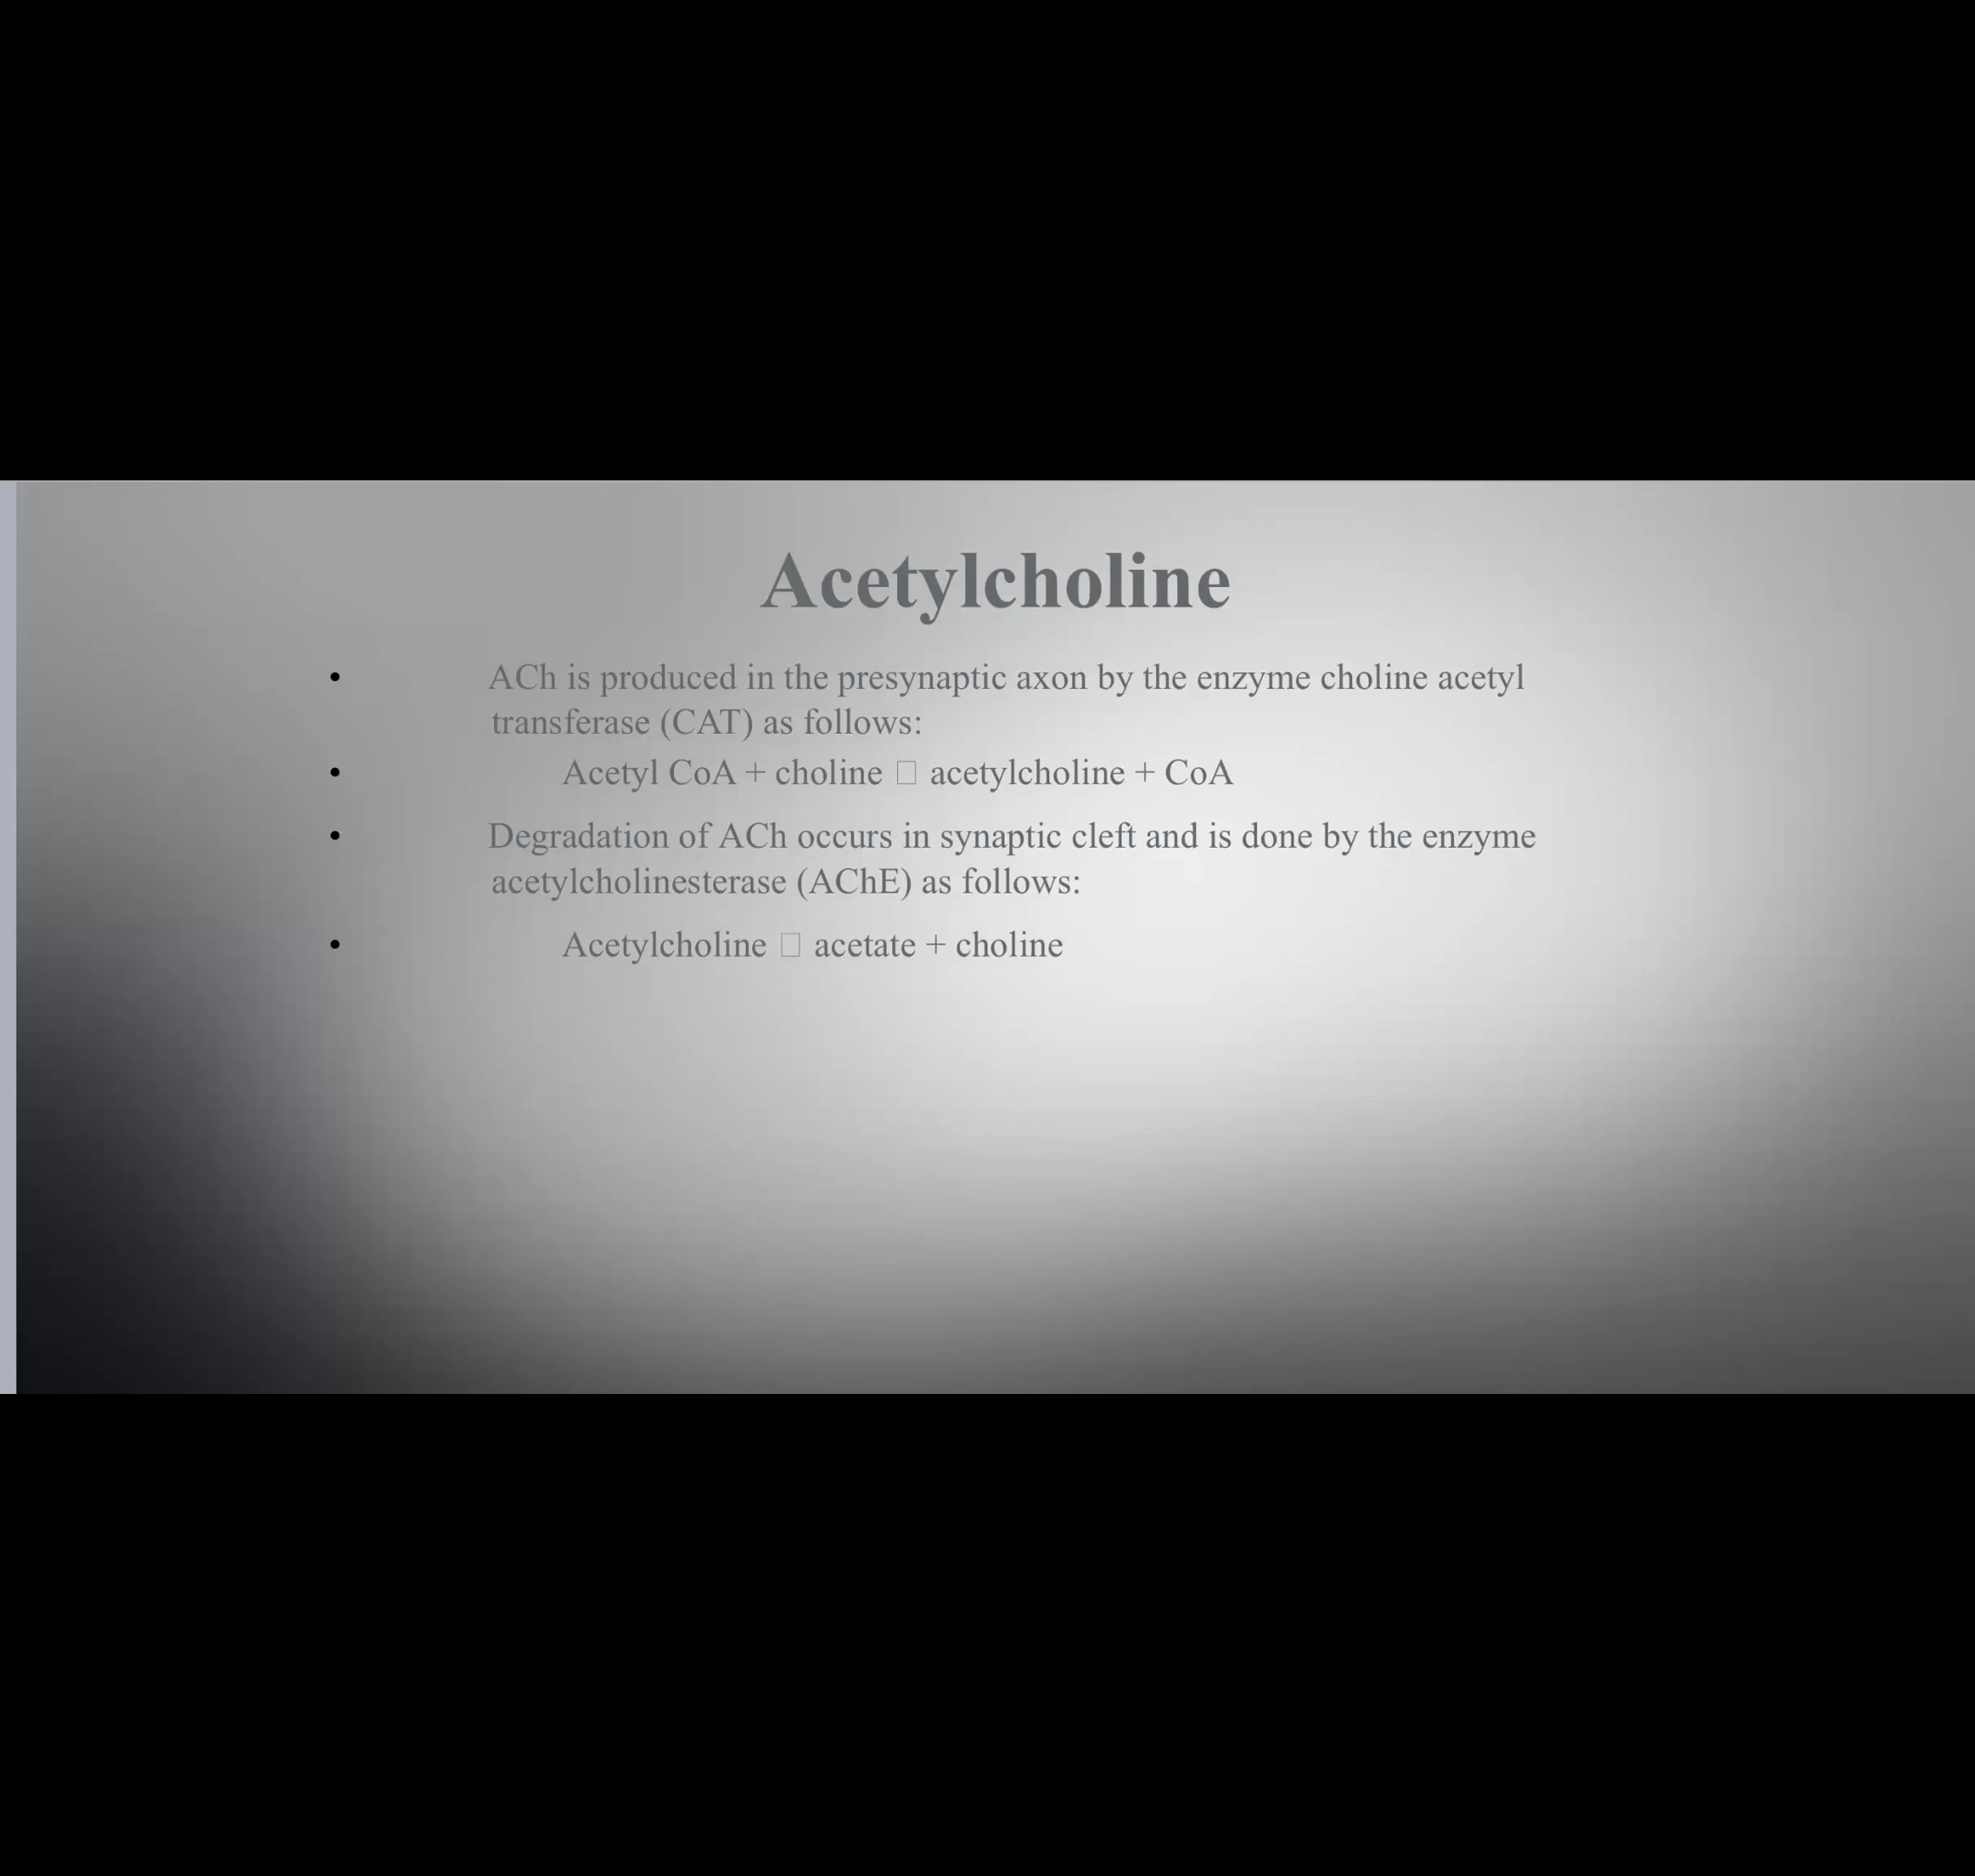 Acetylcholine
• ACh is produced in the presynaptic axon by the enzyme choline acetyl
transferase (CAT) as follows:
• Acetyl CoA + choline □ acetylcholine + CoA
• Degradation of ACh occurs in synaptic cleft and is done by the enzyme
acetylcholinesterase (AChE) as follows:
• Acetylcholine □ acetate + choline